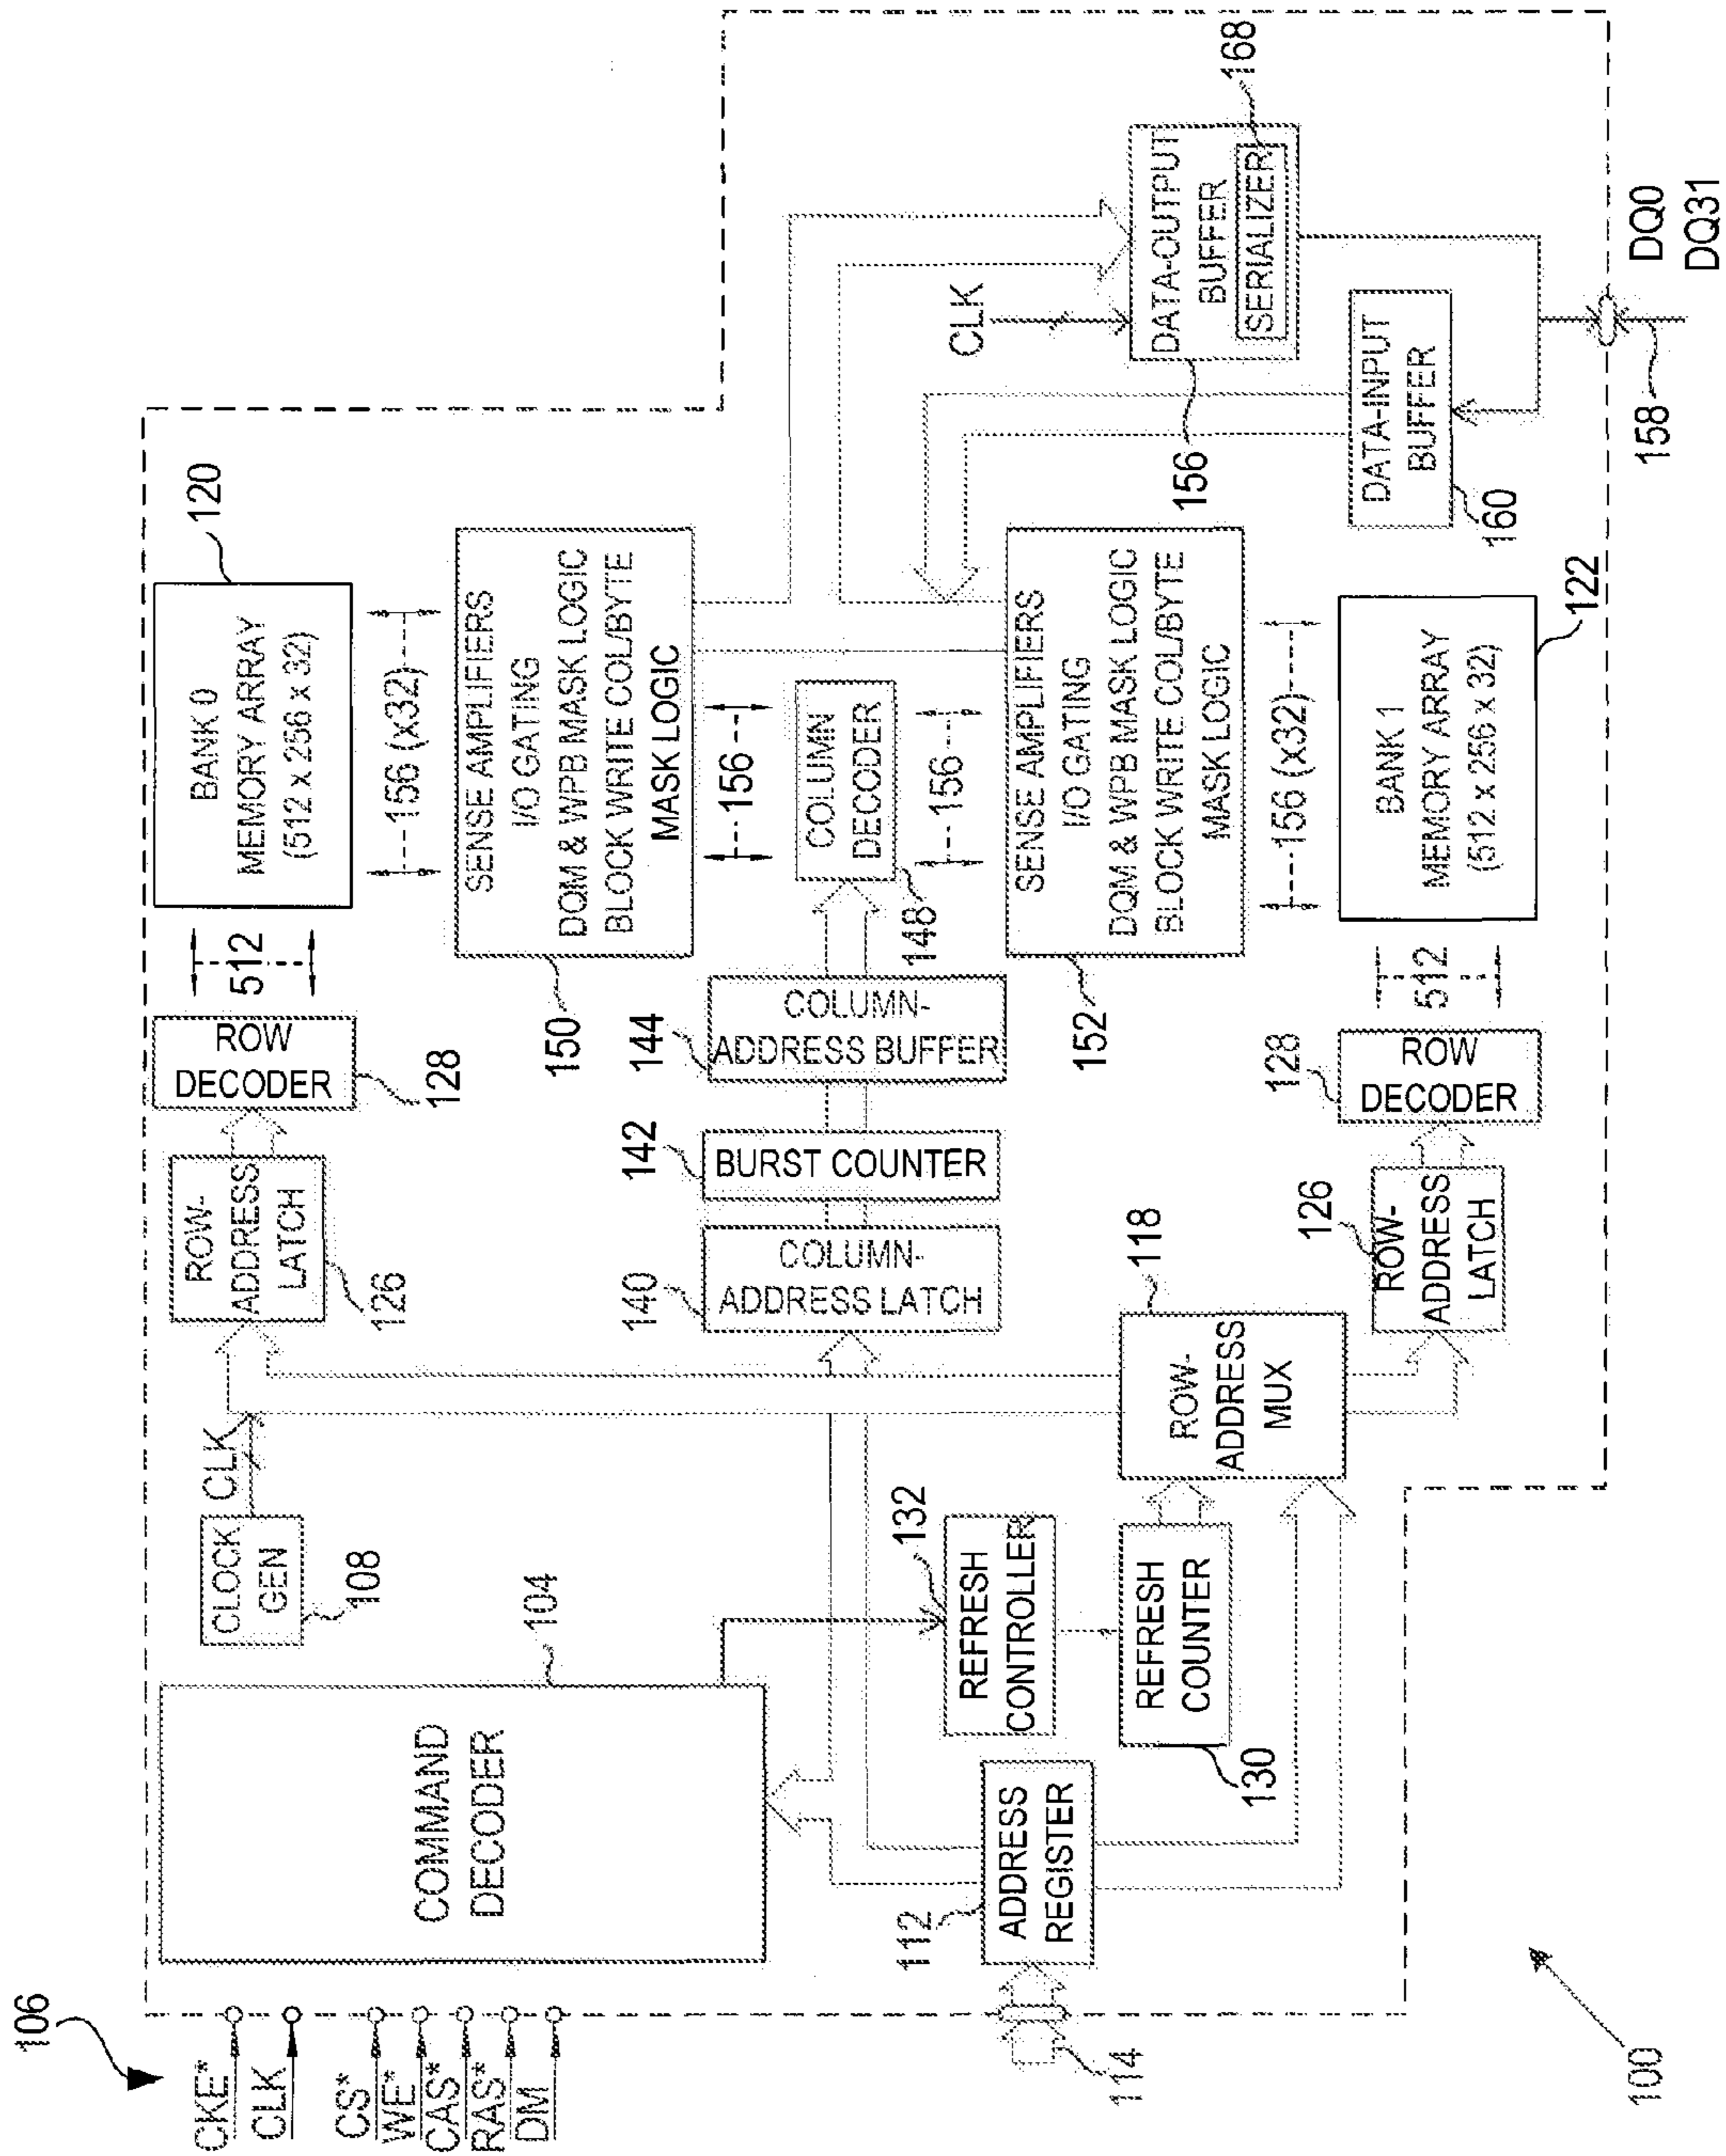 106
CKE*
CLK
CS*
WE*
CAS*
RAS*
DM
COMMAND
DECODER
104
CLOCK
GEN
108
CLK
ROW-
ADDRESS
LATCH
126
ROW
DECODER
128
512
BANK 0
MEMORY ARRAY
(512 x 256 x 32)
120
156 (x32)
SENSE AMPLIFIERS
I/O GATING
DQM & WPB MASK LOGIC
BLOCK WRITE COL/BYTE
MASK LOGIC
150
156
COLUMN
DECODER
148
156
COLUMN-
ADDRESS LATCH
140
BURST COUNTER
142
COLUMN-
ADDRESS BUFFER
144
SENSE AMPLIFIERS
I/O GATING
DQM & WPB MASK LOGIC
BLOCK WRITE COL/BYTE
MASK LOGIC
152
156 (x32)
BANK 1
MEMORY ARRAY
(512 x 256 x 32)
122
512
ROW
DECODER
128
ROW-
ADDRESS
LATCH
126
ROW-
ADDRESS
MUX
118
REFRESH
CONTROLLER
132
REFRESH
COUNTER
130
ADDRESS
REGISTER
112
114
CLK
DATA-OUTPUT
BUFFER
SERIALIZER
168
156
DATA-INPUT
BUFFER
160
158
DQ0
DQ31
100